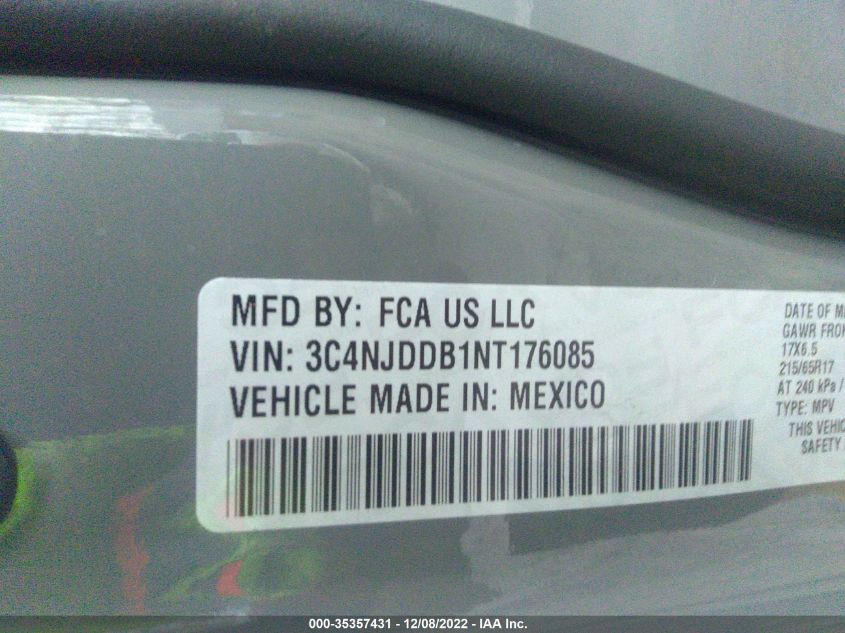 MFD BY: FCA US LLC
VIN: 3C4NJDDB1NT176085
VEHICLE MADE IN: MEXICO
DATE OF M
GAWR FRON
17X6.5
215/65R17
AT 240 kPa /
TYPE: MPV
THIS VEHIC
SAFETY
000-35357431 - 12/08/2022 - IAA Inc.